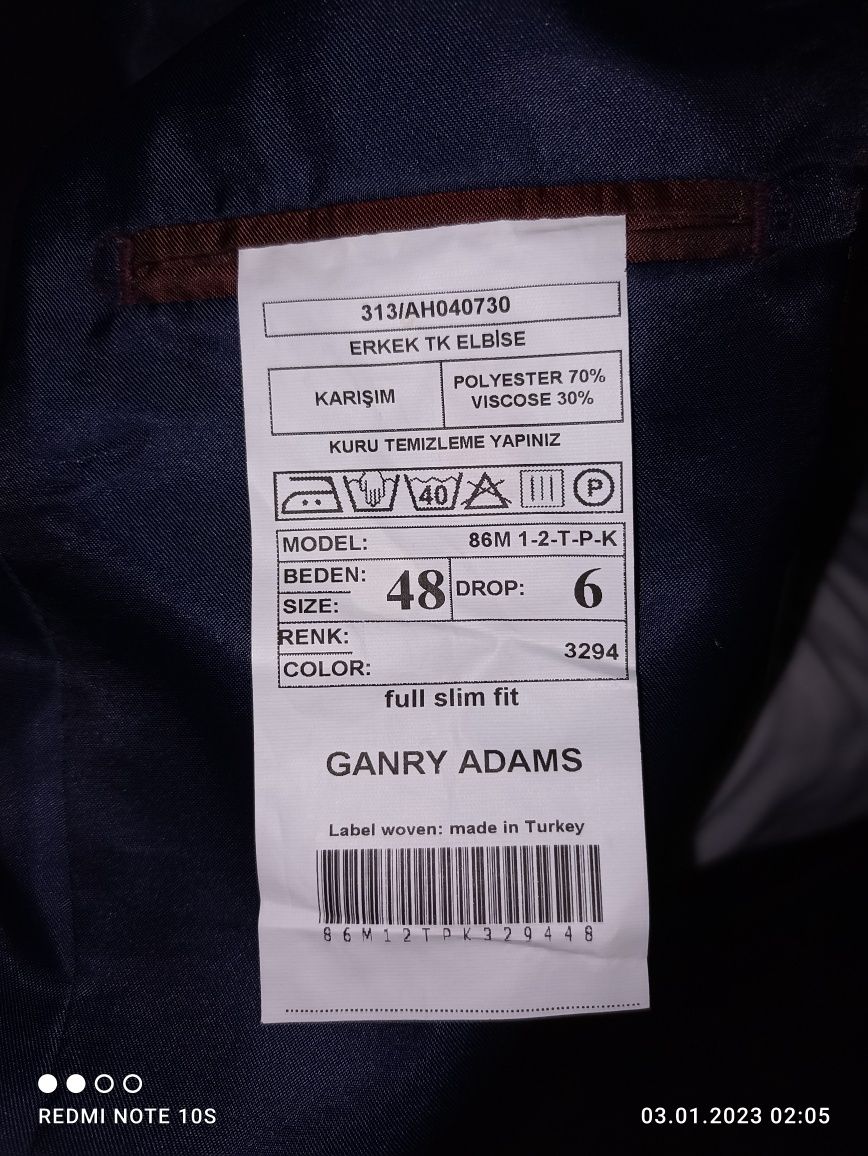 313/AH040730
ERKEK TK ELBİSE
KARIŞIM
POLYESTER 70%
VISCOSE 30%
KURU TEMIZLEME YAPINIZ
40
P
MODEL: 86M 1-2-T-P-K
BEDEN:
SIZE:
48
DROP: 6
RENK:
COLOR:
3294
full slim fit
GANRY ADAMS
Label woven: made in Turkey
86M12TPK329448
REDMI NOTE 10S
03.01.2023 02:05